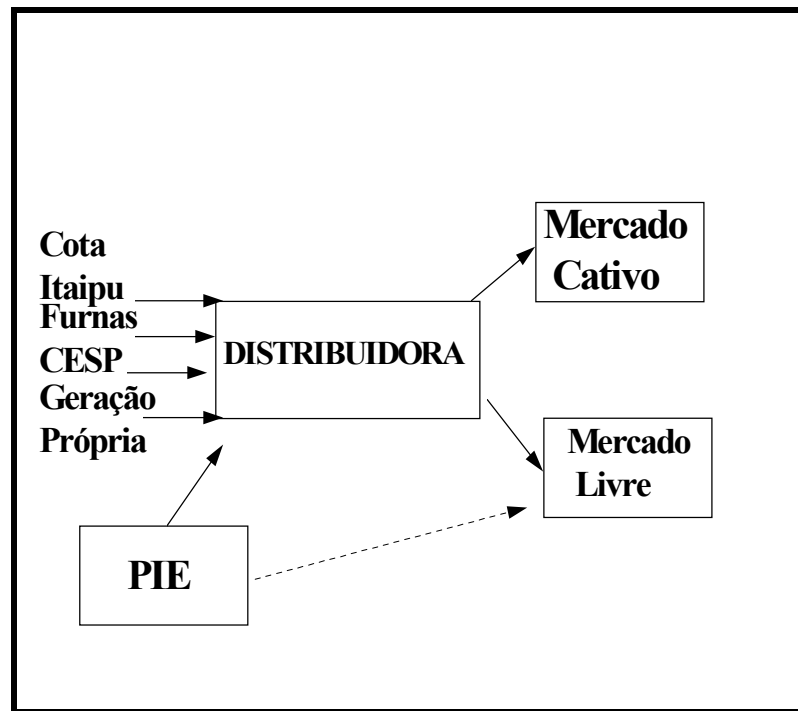 Cota
Itaipu
Furnas
CESP
Geração
Própria
DISTRIBUIDORA
Mercado
Cativo
Mercado
Livre
PIE